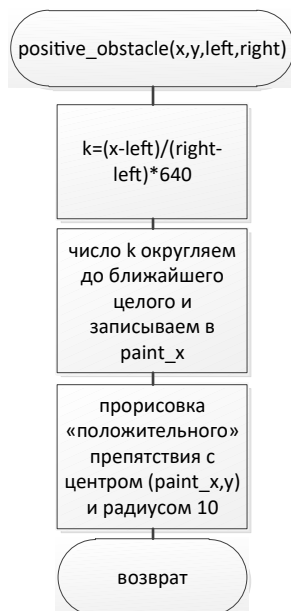 positive_obstacle(x,y,left,right)
k=(x-left)/(right-
left)*640
число k округляем
до ближайшего
целого и
записываем в
paint_x
прорисовка
«положительного»
препятствия с
центром (paint_x,y)
и радиусом 10
возврат